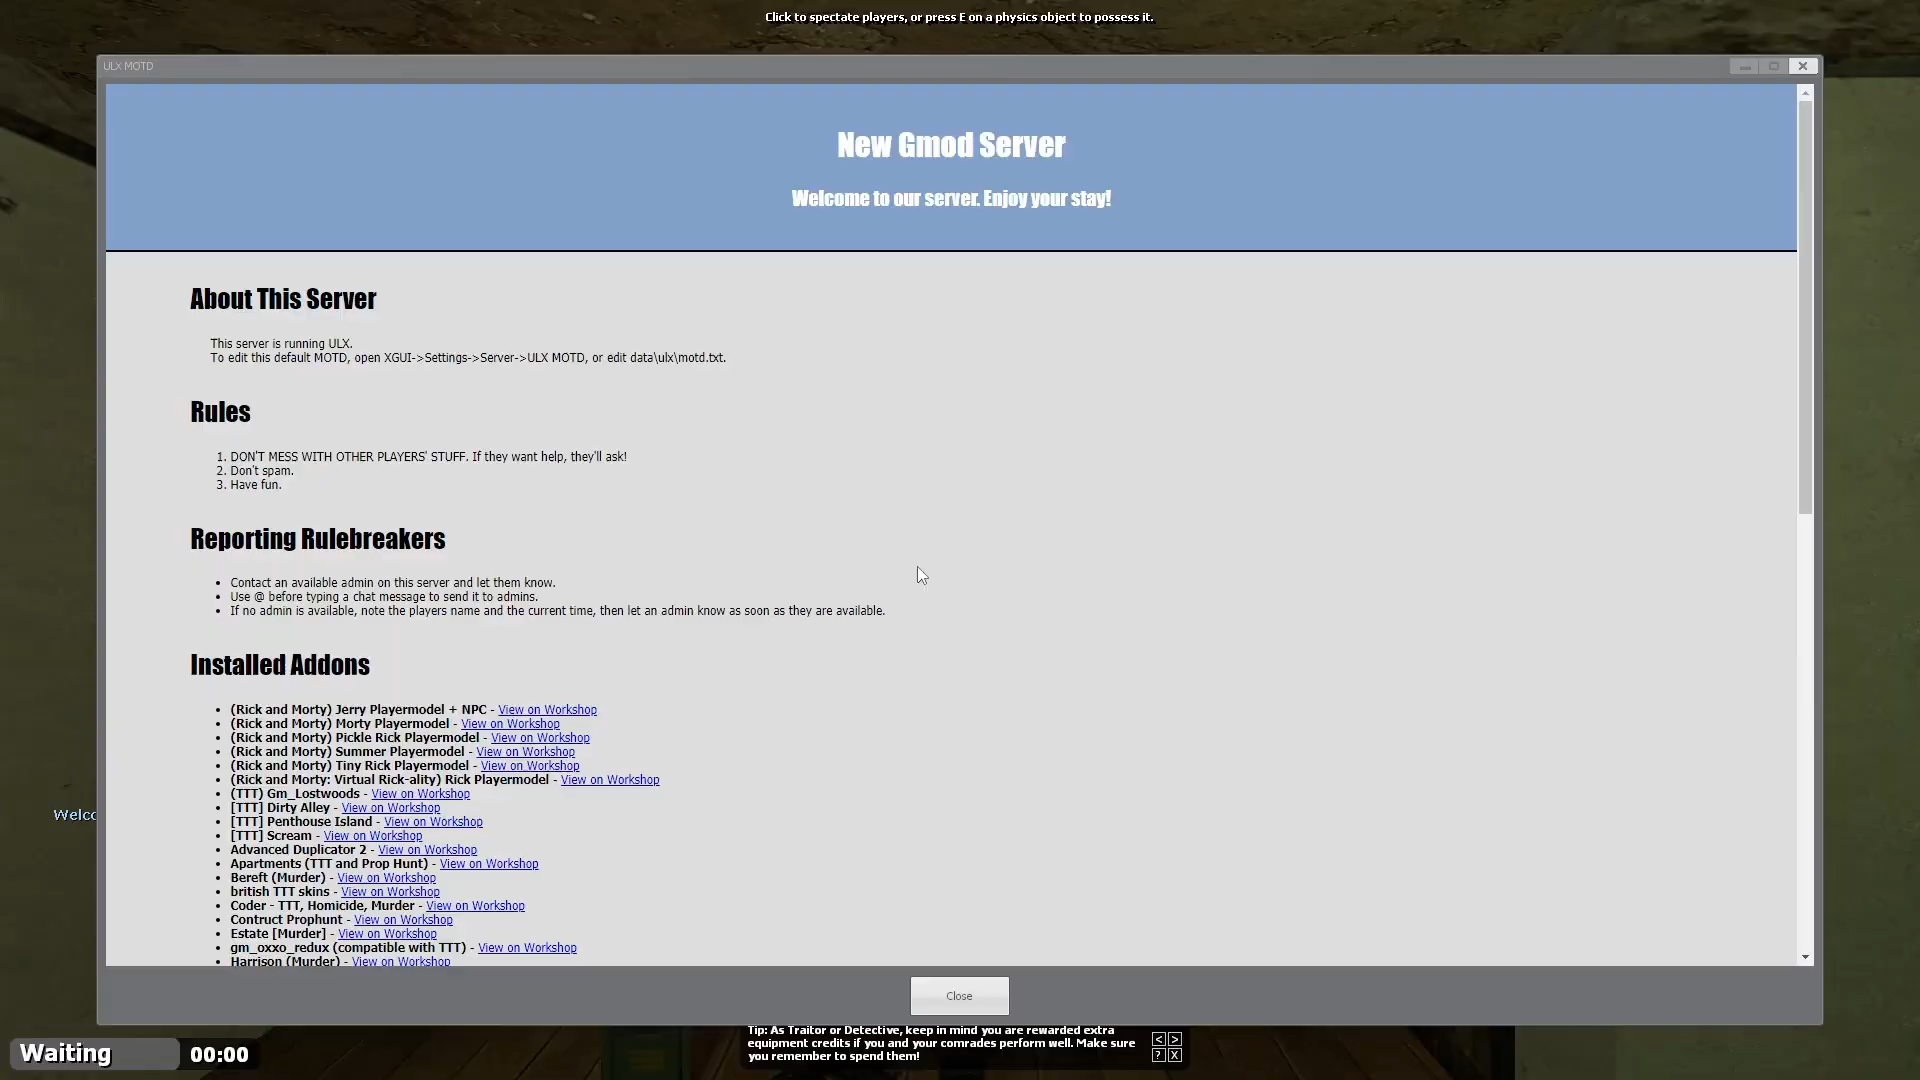 Click to spectate players, or press E on a physics object to possess it.
ULX MOTD
New Gmod Server
Welcome to our server. Enjoy your stay!
About This Server
This server is running ULX.
To edit this default MOTD, open XGUI->Settings->Server->ULX MOTD, or edit data\ulx\motd.txt.
Rules
1. DON'T MESS WITH OTHER PLAYERS' STUFF. If they want help, they'll ask!
2. Don't spam.
3. Have fun.
Reporting Rulebreakers
• Contact an available admin on this server and let them know.
• Use @ before typing a chat message to send it to admins.
• If no admin is available, note the players name and the current time, then let an admin know as soon as they are available.
Installed Addons
• (Rick and Morty) Jerry Playermodel + NPC - View on Workshop
• (Rick and Morty) Morty Playermodel - View on Workshop
• (Rick and Morty) Pickle Rick Playermodel - View on Workshop
• (Rick and Morty) Summer Playermodel - View on Workshop
• (Rick and Morty) Tiny Rick Playermodel - View on Workshop
• (Rick and Morty: Virtual Rick-ality) Rick Playermodel - View on Workshop
• (TTT) Gm_Lostwoods - View on Workshop
• [TTT] Dirty Alley - View on Workshop
• [TTT] Penthouse Island - View on Workshop
• [TTT] Scream - View on Workshop
• Advanced Duplicator 2 - View on Workshop
• Apartments (TTT and Prop Hunt) - View on Workshop
• Bereft (Murder) - View on Workshop
• british TTT skins - View on Workshop
• Coder - TTT, Homicide, Murder - View on Workshop
• Contruct Prophunt - View on Workshop
• Estate [Murder] - View on Workshop
• gm_oxxo_redux (compatible with TTT) - View on Workshop
• Harrison (Murder) - View on Workshop
Welc
Close
Tip: As Traitor or Detective, keep in mind you are rewarded extra
equipment credits if you and your comrades perform well. Make sure
you remember to spend them!
< >
? X
Waiting 00:00